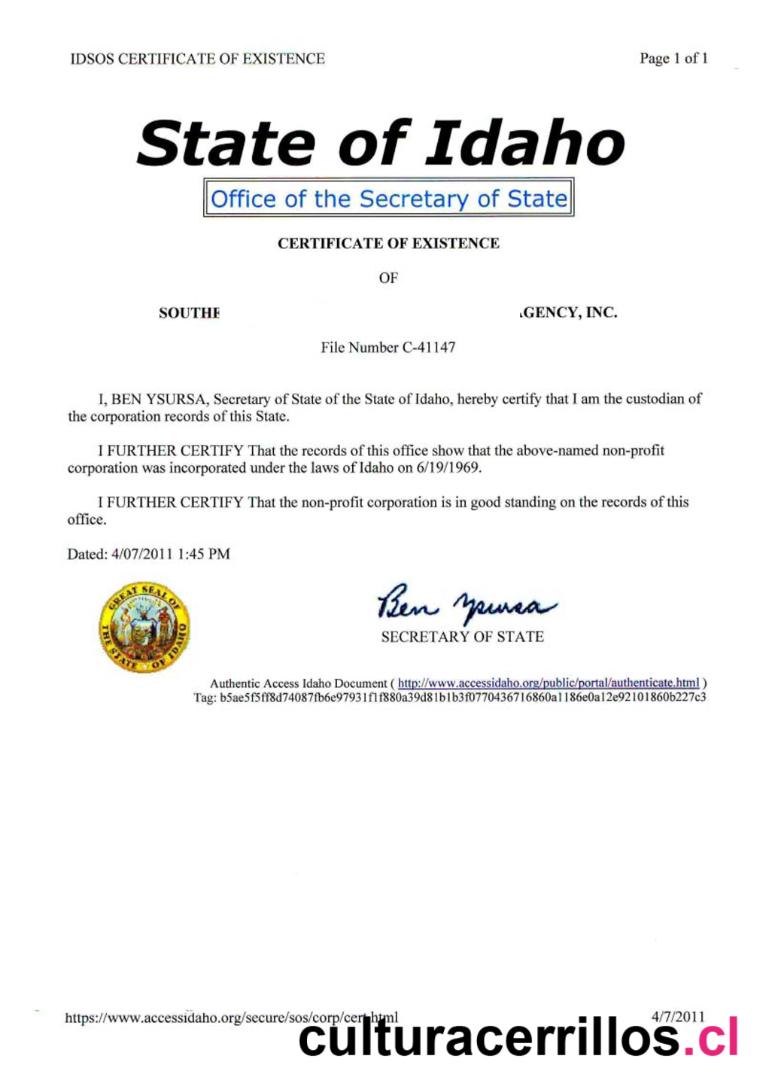 IDSOS CERTIFICATE OF EXISTENCE Page 1 of 1
State of Idaho
Office of the Secretary of State
CERTIFICATE OF EXISTENCE
OF
SOUTHE GENCY, INC.
File Number C-41147
I, BEN YSURSA, Secretary of State of the State of Idaho, hereby certify that I am the custodian of
the corporation records of this State.
I FURTHER CERTIFY That the records of this office show that the above-named non-profit
corporation was incorporated under the laws of Idaho on 6/19/1969.
I FURTHER CERTIFY That the non-profit corporation is in good standing on the records of this
office.
Dated: 4/07/2011 1:45 PM
GREAT SEAL OF
THE STATE OF IDAHO
Ben Ysursa
SECRETARY OF STATE
Authentic Access Idaho Document ( http://www.accessidaho.org/public/portal/authenticate.html )
Tag: b5ae5f5ff8d74087fb6e97931f1f880a39d81b1b3f0770436716860a1186e0a12e92101860b227c3
https://www.accessidaho.org/secure/sos/corp/cert.html 4/7/2011
culturacerrillos.cl